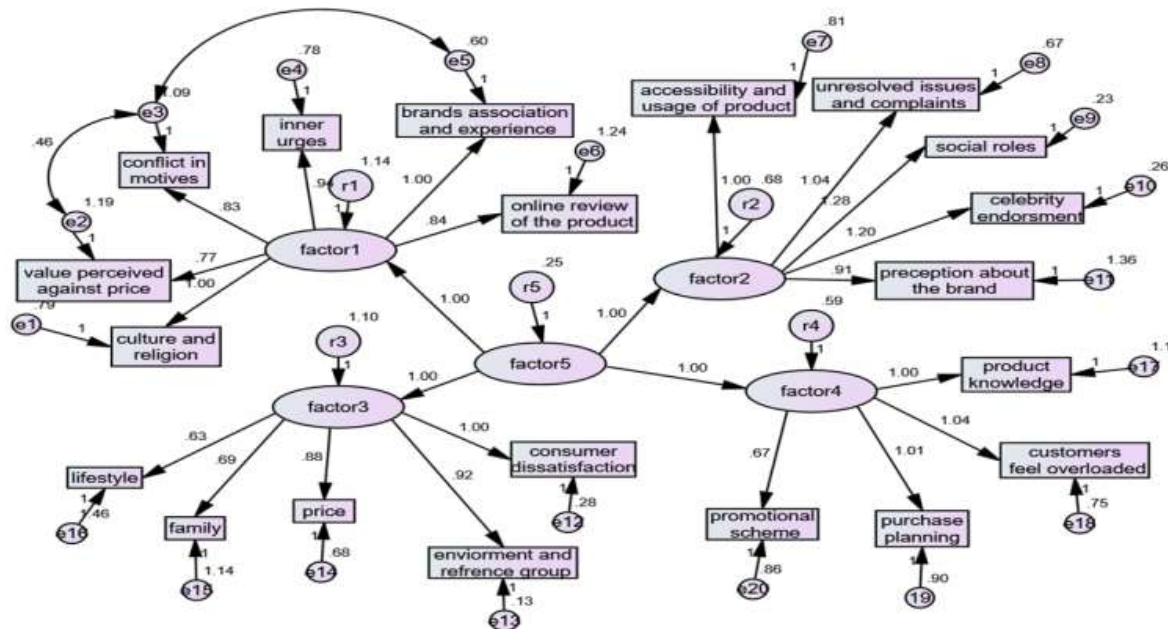 .81
e7
.67
.78
.60
e5
1
e8
e4
1
1
accessibility and
usage of product
unresolved issues
and complaints
1.09
e3
1
inner
urges
brands association
and experience
.23
e9
1
1.24
e6
social roles
.46
1
conflict in
motives
1.14
r1
1.00
1
.26
e10
1.00
1.04
.68
r2
1.28
celebrity
endorsment
1
1.19
e2
.83
.94
1
.84
online review
of the product
1
1.20
1
factor1
factor2
.91
preception about
the brand
1
1.36
e11
value perceived
against price
.77
1.00
.25
r5
.79
e1
1
culture and
religion
1.00
1
1.00
.59
r4
1.10
r3
1
factor5
1
1.00
product
knowledge
1
e17
1.00
1.00
factor3
factor4
1.04
.63
.69
.88
1.00
.92
consumer
dissatisfaction
.67
1.01
customers
feel overloaded
lifestyle
1
1.46
e16
price
1
.28
e12
1
.75
e18
family
1
.68
e14
promotional
scheme
purchase
planning
1
1.14
e15
enviorment and
refrence group
1
.86
e20
1
.90
19
1
.13
e13